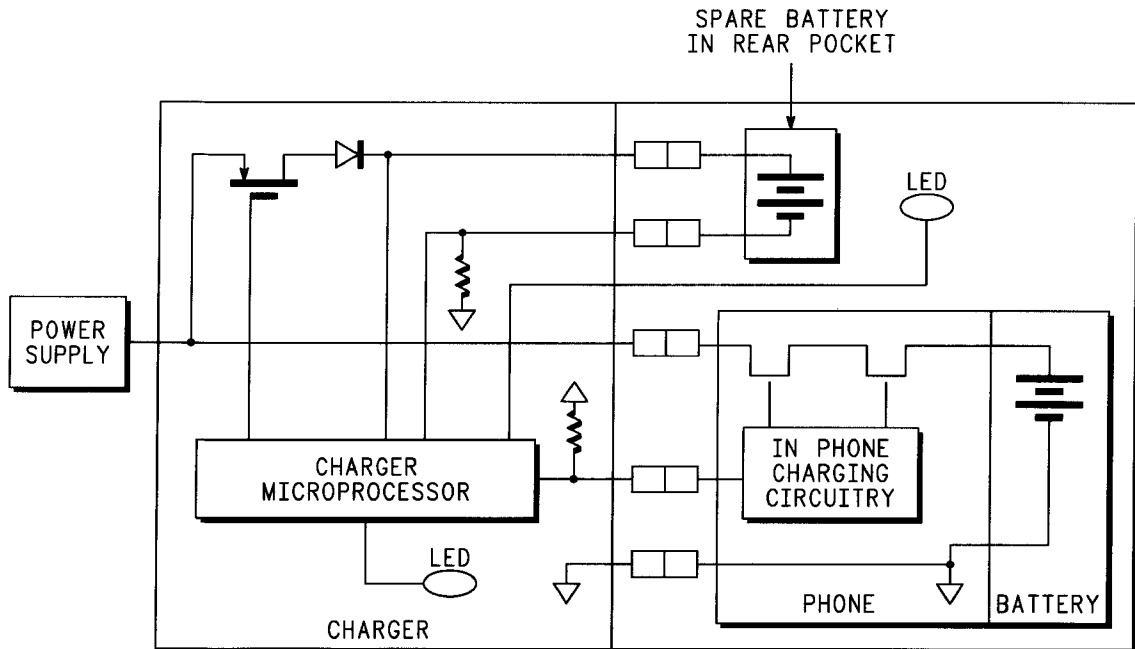 SPARE BATTERY
IN REAR POCKET
LED
POWER
SUPPLY
CHARGER
MICROPROCESSOR
IN PHONE
CHARGING
CIRCUITRY
LED
PHONE
BATTERY
CHARGER